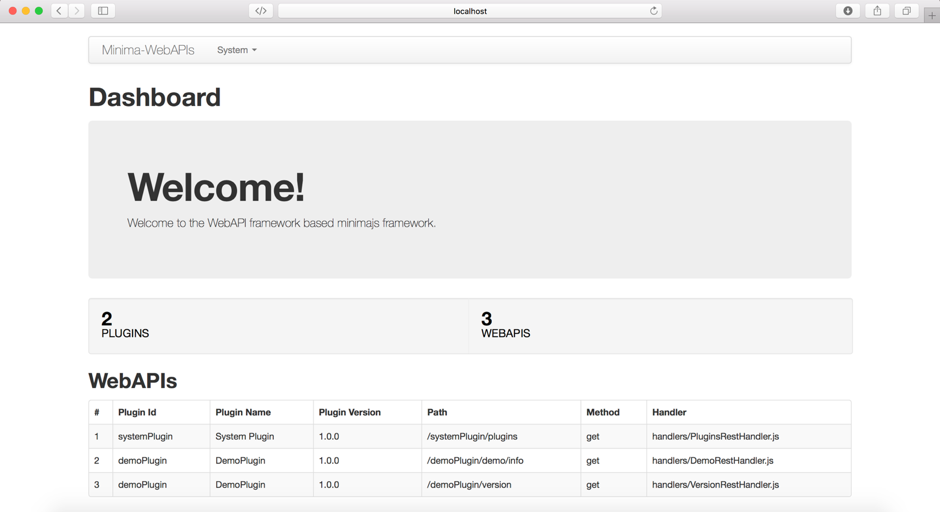 </> localhost
Minima-WebAPIs System
Dashboard
Welcome!
Welcome to the WebAPI framework based minimajs framework.
2 3
PLUGINS WEBAPIS
WebAPIs
# Plugin Id Plugin Name Plugin Version Path Method Handler
1 systemPlugin System Plugin 1.0.0 /systemPlugin/plugins get handlers/PluginsRestHandler.js
2 demoPlugin DemoPlugin 1.0.0 /demoPlugin/demo/info get handlers/DemoRestHandler.js
3 demoPlugin DemoPlugin 1.0.0 /demoPlugin/version get handlers/VersionRestHandler.js